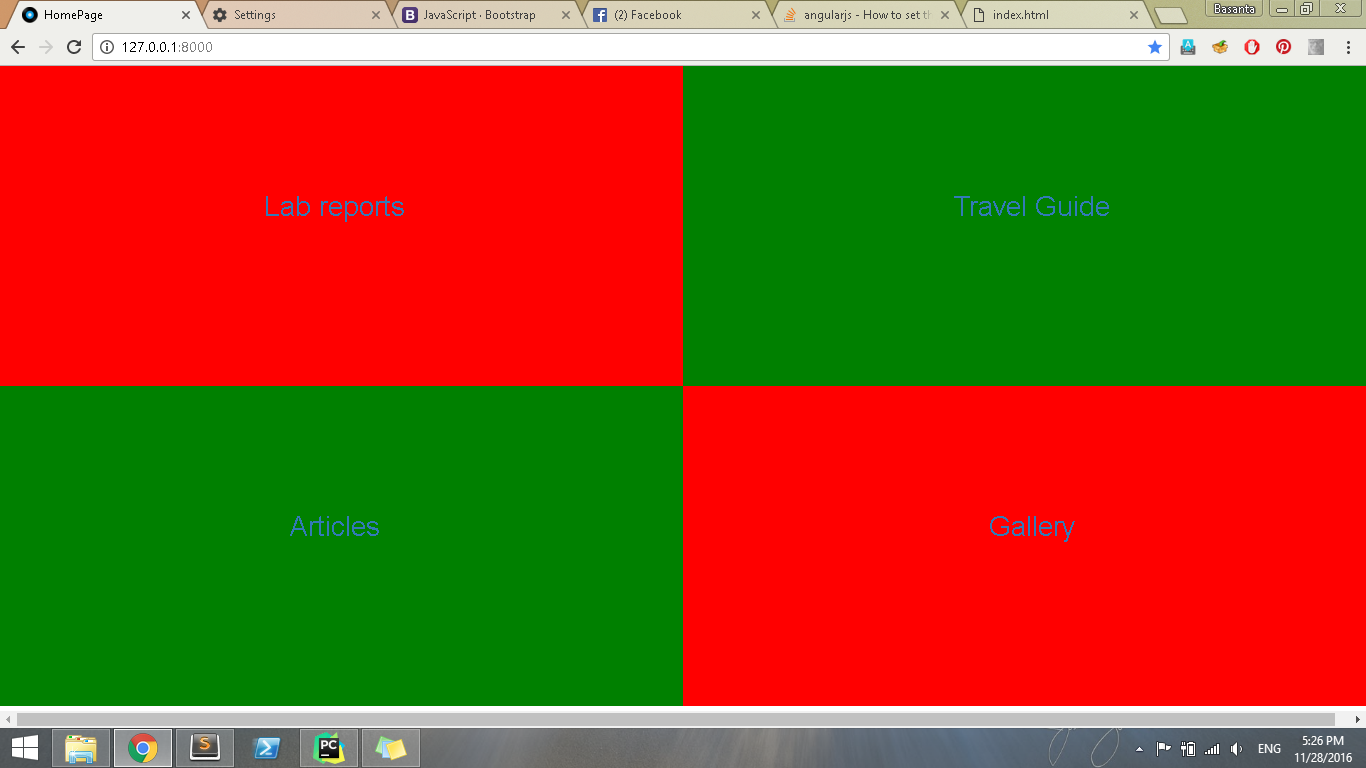 HomePage Settings JavaScript · Bootstrap (2) Facebook angularjs - How to set th index.html Basanta
127.0.0.1:8000
Lab reports Travel Guide
Articles Gallery
S PC ENG 5:26 PM
11/28/2016